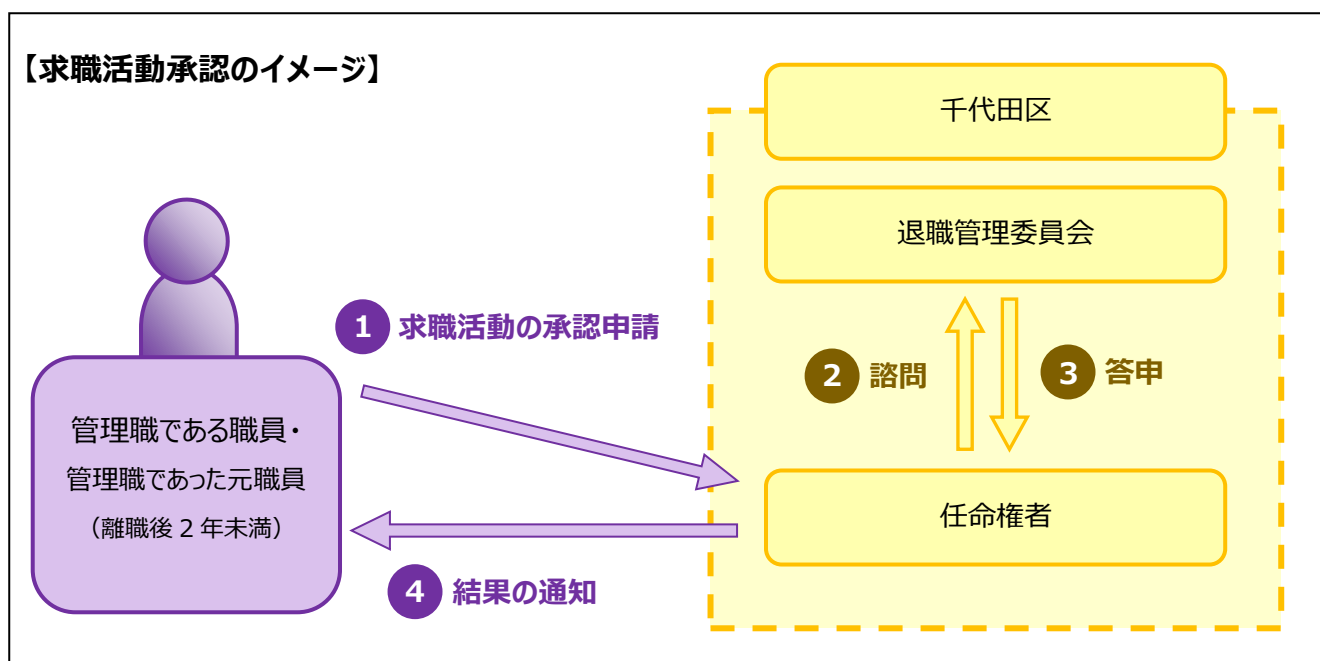 【求職活動承認のイメージ】
千代田区
退職管理委員会
1 求職活動の承認申請
2 諮問
3 答申
管理職である職員・
管理職であった元職員
（離職後 2 年未満）
任命権者
4 結果の通知